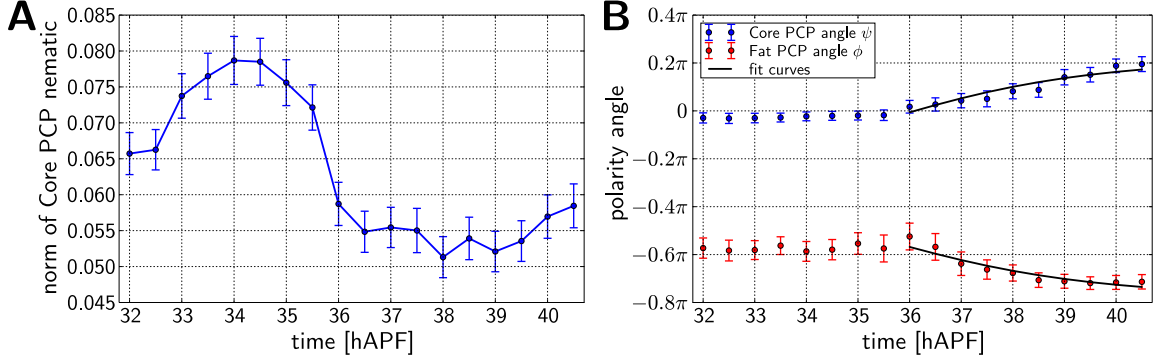 A
norm of Core PCP nematic
0.085
0.080
0.075
0.070
0.065
0.060
0.055
0.050
0.045
32 33 34 35 36 37 38 39 40
time [hAPF]
B
polarity angle
0.4π
0.2π
0
−0.2π
−0.4π
−0.6π
−0.8π
Core PCP angle ψ
Fat PCP angle ϕ
fit curves
32 33 34 35 36 37 38 39 40
time [hAPF]